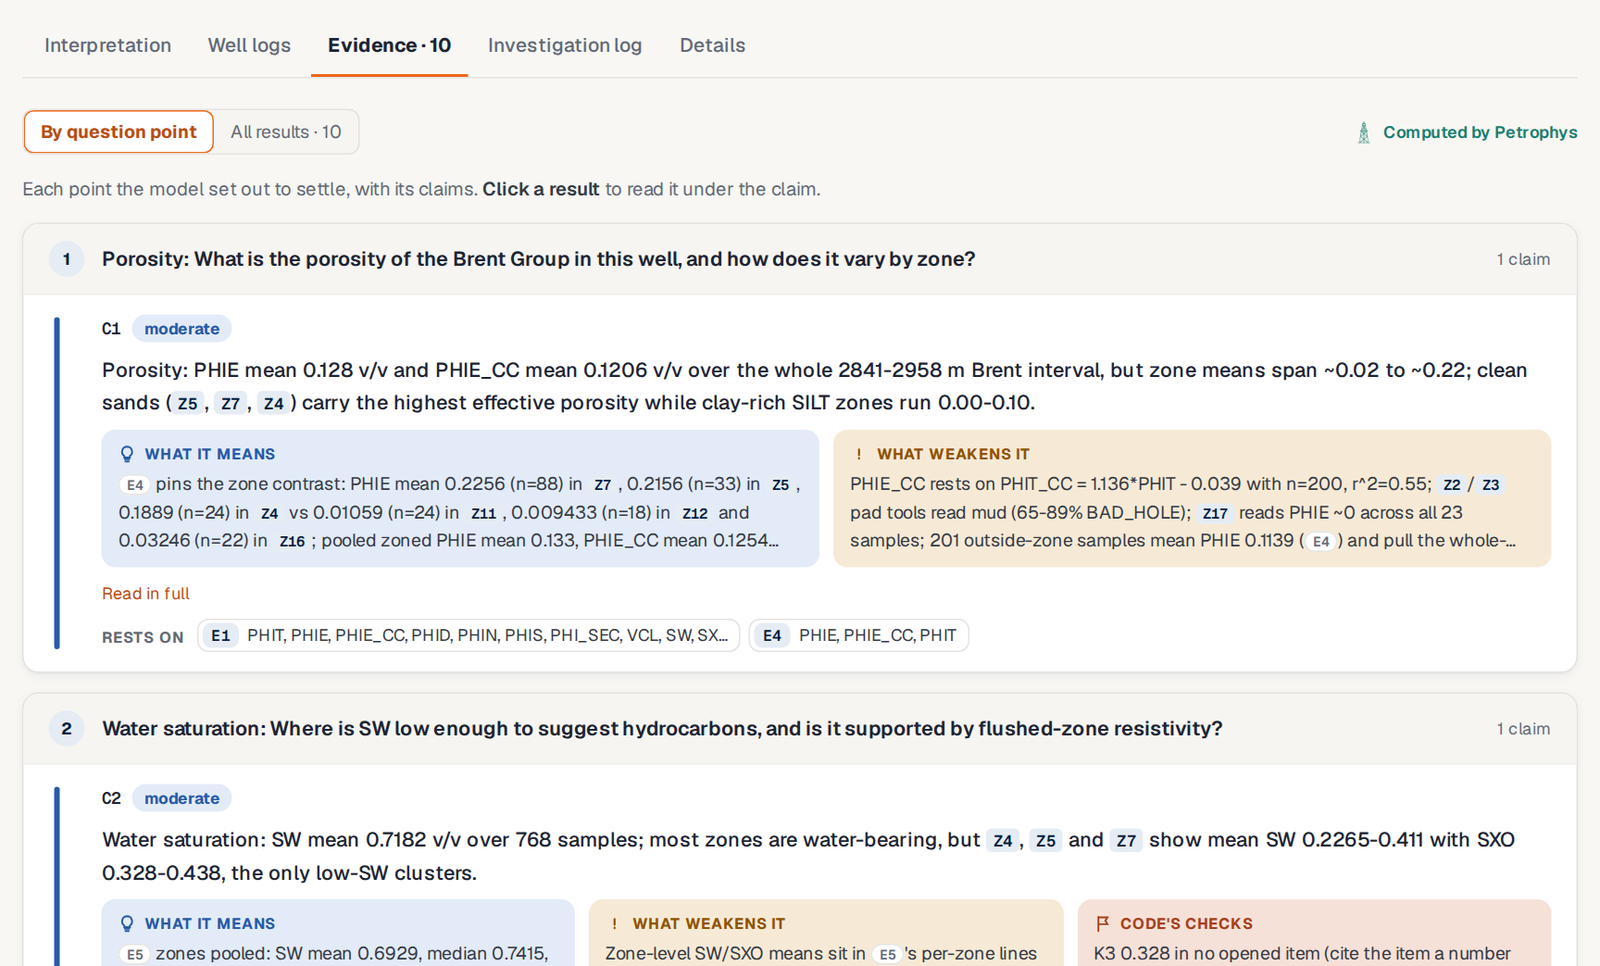 Interpretation Well logs Evidence · 10 Investigation log Details
By question point All results · 10 Computed by Petrophys
Each point the model set out to settle, with its claims. Click a result to read it under the claim.
1 Porosity: What is the porosity of the Brent Group in this well, and how does it vary by zone? 1 claim
C1 moderate
Porosity: PHIE mean 0.128 v/v and PHIE_CC mean 0.1206 v/v over the whole 2841-2958 m Brent interval, but zone means span ~0.02 to ~0.22; clean
sands ( Z5 , Z7 , Z4 ) carry the highest effective porosity while clay-rich SILT zones run 0.00-0.10.
WHAT IT MEANS
E4 pins the zone contrast: PHIE mean 0.2256 (n=88) in Z7 , 0.2156 (n=33) in Z5 ,
0.1889 (n=24) in Z4 vs 0.01059 (n=24) in Z11 , 0.009433 (n=18) in Z12 and
0.03246 (n=22) in Z16 ; pooled zoned PHIE mean 0.133, PHIE_CC mean 0.1254...
! WHAT WEAKENS IT
PHIE_CC rests on PHIT_CC = 1.136*PHIT - 0.039 with n=200, r^2=0.55; Z2 / Z3
pad tools read mud (65-89% BAD_HOLE); Z17 reads PHIE ~0 across all 23
samples; 201 outside-zone samples mean PHIE 0.1139 ( E4 ) and pull the whole-...
Read in full
RESTS ON E1 PHIT, PHIE, PHIE_CC, PHID, PHIN, PHIS, PHI_SEC, VCL, SW, SX... E4 PHIE, PHIE_CC, PHIT
2 Water saturation: Where is SW low enough to suggest hydrocarbons, and is it supported by flushed-zone resistivity? 1 claim
C2 moderate
Water saturation: SW mean 0.7182 v/v over 768 samples; most zones are water-bearing, but Z4 , Z5 and Z7 show mean SW 0.2265-0.411 with SXO
0.328-0.438, the only low-SW clusters.
WHAT IT MEANS
E5 zones pooled: SW mean 0.6929, median 0.7415,
! WHAT WEAKENS IT
Zone-level SW/SXO means sit in E5 's per-zone lines
CODE'S CHECKS
K3 0.328 in no opened item (cite the item a number